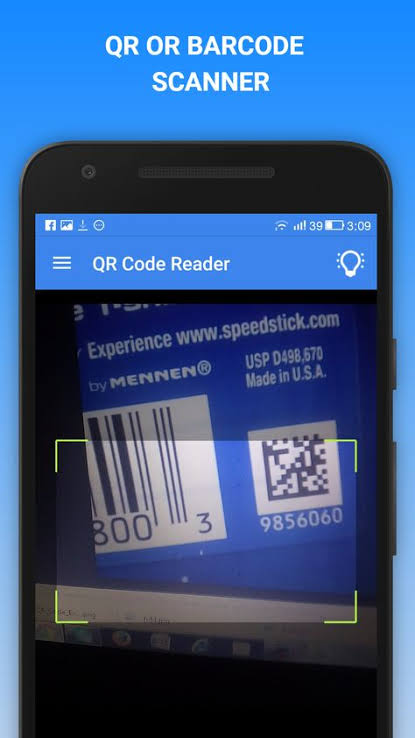 QR OR BARCODE
SCANNER
39 3:09
QR Code Reader
Experience www.speedstick.com
by MENNEN®
USP D498,670
Made in U.S.A.
800 3
9856060